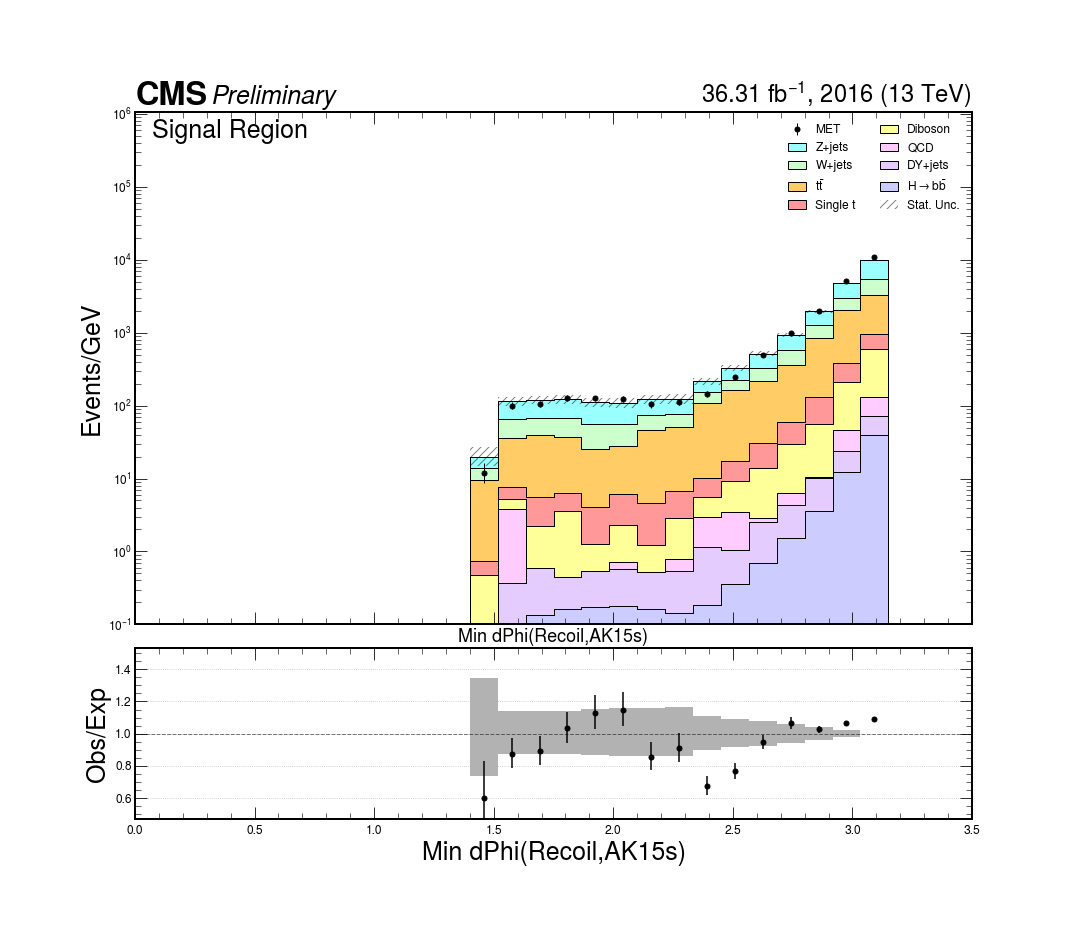 CMS Preliminary 36.31 fb⁻¹, 2016 (13 TeV)
Signal Region
MET Diboson
Z+jets QCD
W+jets DY+jets
tt̄ H→bb̄
Single t Stat. Unc.
Events/GeV
10⁶
10⁵
10⁴
10³
10²
10¹
10⁰
10⁻¹
Min dPhi(Recoil,AK15s)
Obs/Exp
1.4
1.2
1.0
0.8
0.6
0.0 0.5 1.0 1.5 2.0 2.5 3.0 3.5
Min dPhi(Recoil,AK15s)